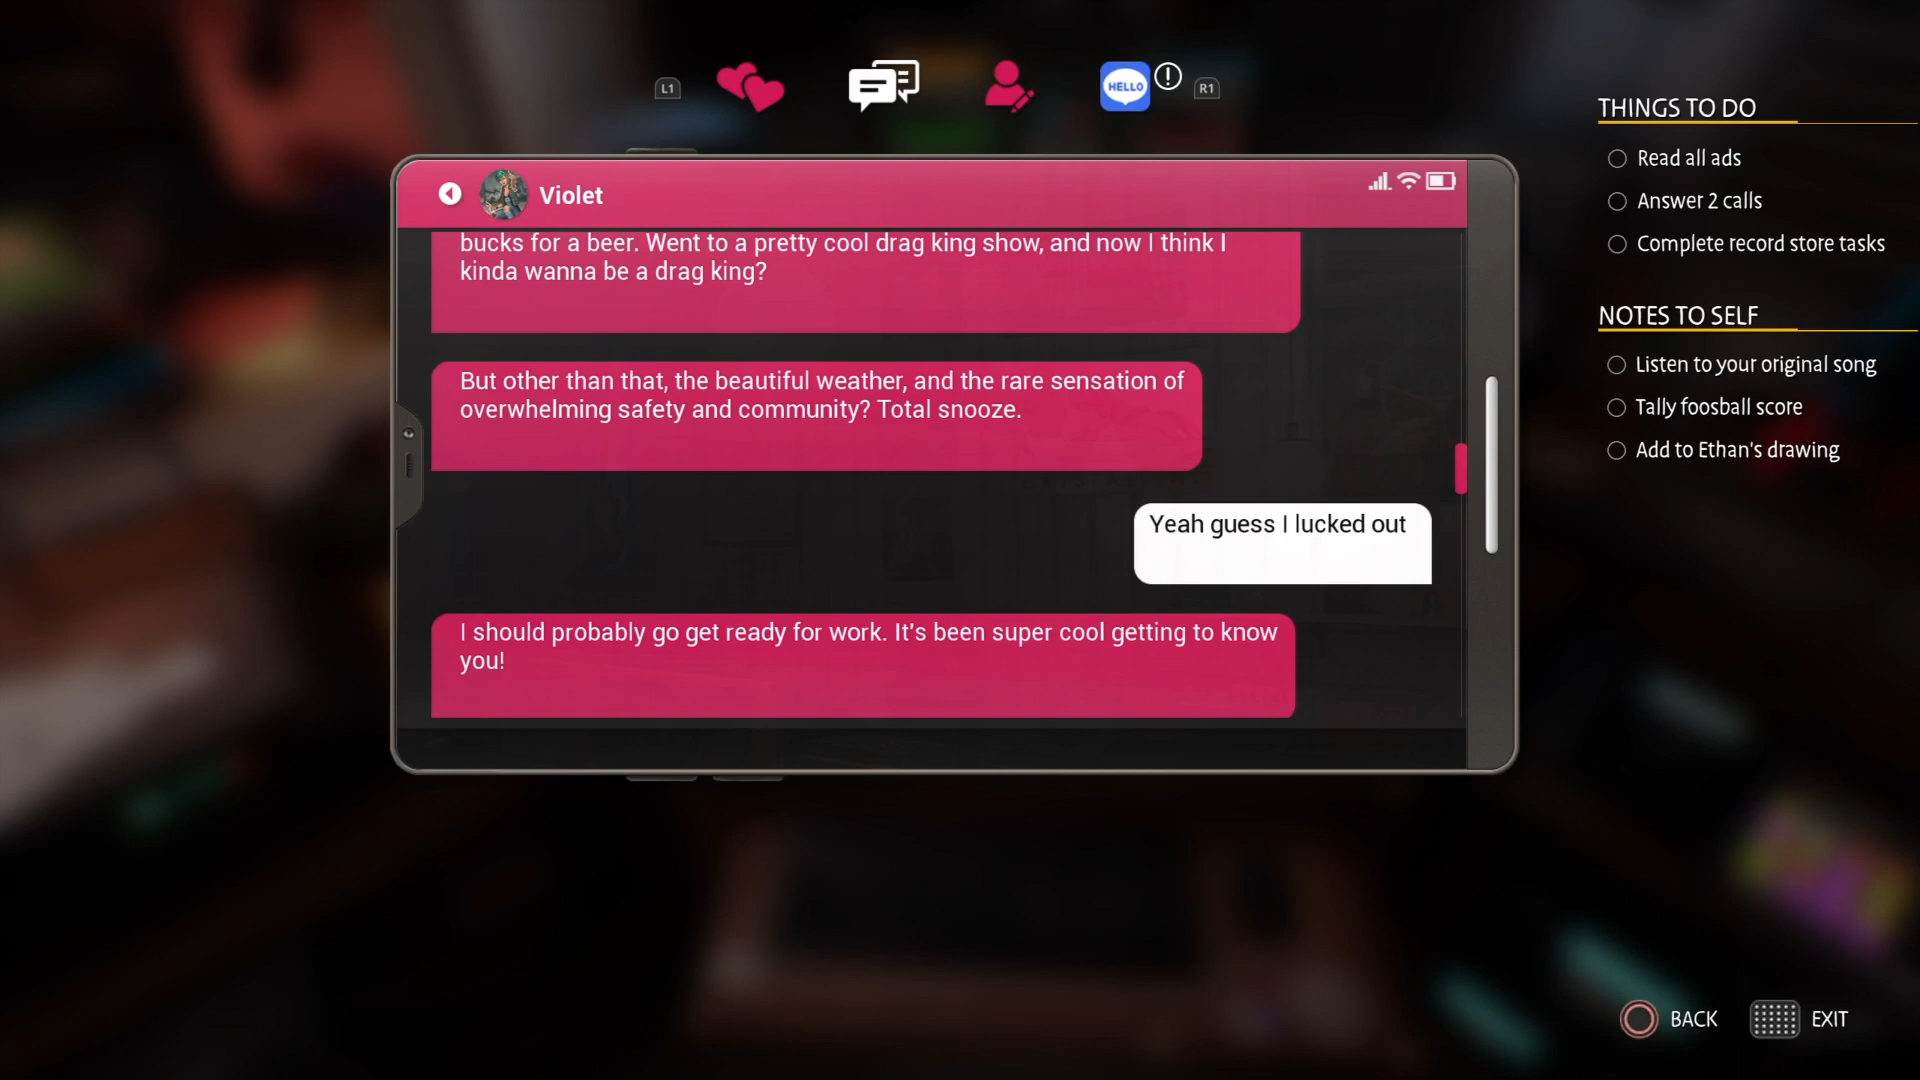 L1
HELLO
!
R1
Violet
bucks for a beer. Went to a pretty cool drag king show, and now I think I
kinda wanna be a drag king?
But other than that, the beautiful weather, and the rare sensation of
overwhelming safety and community? Total snooze.
Yeah guess I lucked out
I should probably go get ready for work. It's been super cool getting to know
you!
THINGS TO DO
Read all ads
Answer 2 calls
Complete record store tasks
NOTES TO SELF
Listen to your original song
Tally foosball score
Add to Ethan's drawing
BACK
EXIT